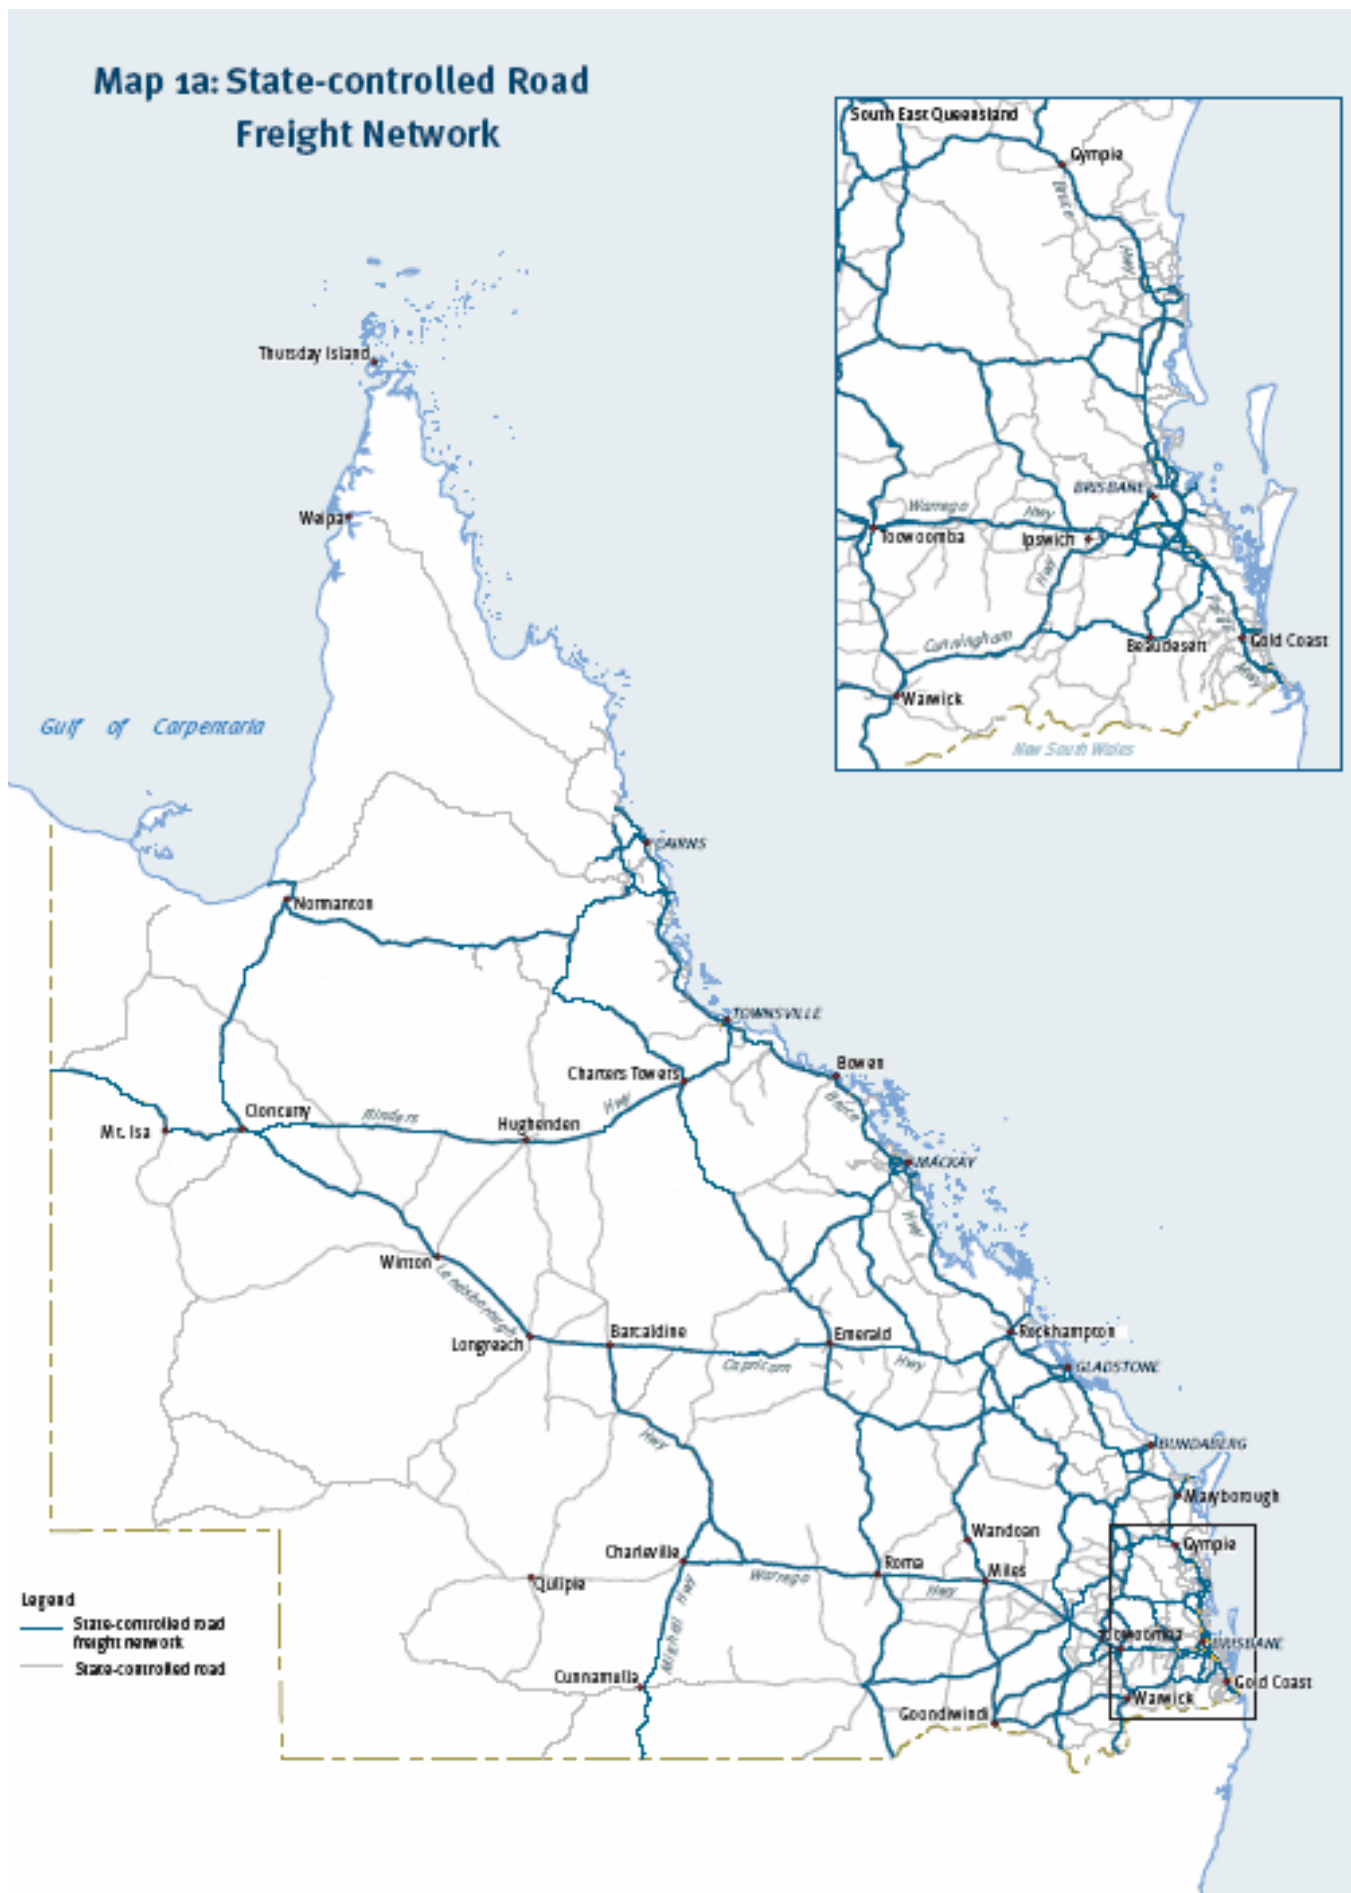 Map 1a: State-controlled Road
Freight Network
South East Queensland
Gympie
Bruce
Hwy
BRISBANE
Warrego
Hwy
Toowoomba
Ipswich
Hwy
Cunningham
Beaudesert
Gold Coast
Hwy
Warwick
New South Wales
Thursday Island
Weipa
Gulf of Carpentaria
CAIRNS
Normanton
TOWNSVILLE
Bowen
Charters Towers
Bruce
Cloncurry
Flinders
Hwy
Mt. Isa
Hughenden
MACKAY
Hwy
Winton
Landsborough
Longreach
Barcaldine
Emerald
Rockhampton
Capricorn
Hwy
GLADSTONE
Hwy
BUNDABERG
Maryborough
Wandoan
Gympie
Charleville
Roma
Miles
Quilpie
Warrego
Hwy
Legend
State-controlled road
freight network
State-controlled road
Mitchell Hwy
Toowoomba
BRISBANE
Cunnamulla
Gold Coast
Warwick
Goondiwindi